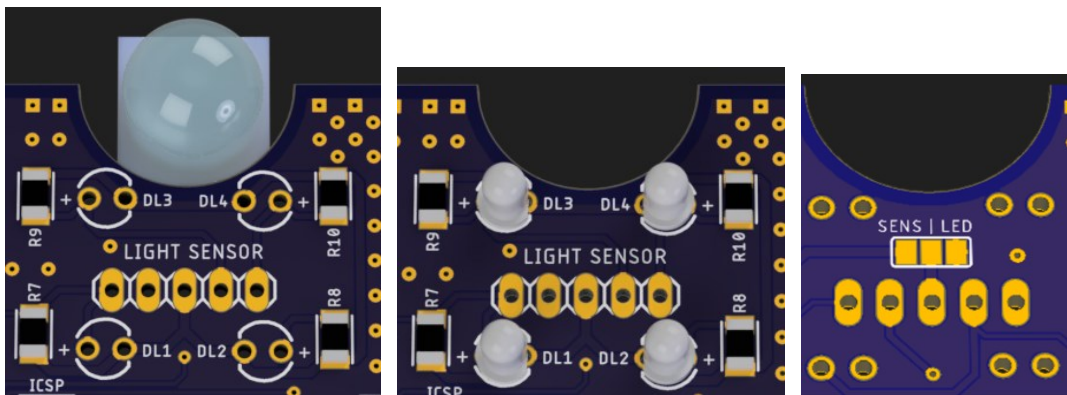 DL3 DL4
R9 R10
LIGHT SENSOR
R7 R8
+ DL1 DL2 +
ICSP
+ DL3 DL4 +
R9 R10
LIGHT SENSOR
R7 R8
+ DL1 DL2 +
ICSP
SENS | LED